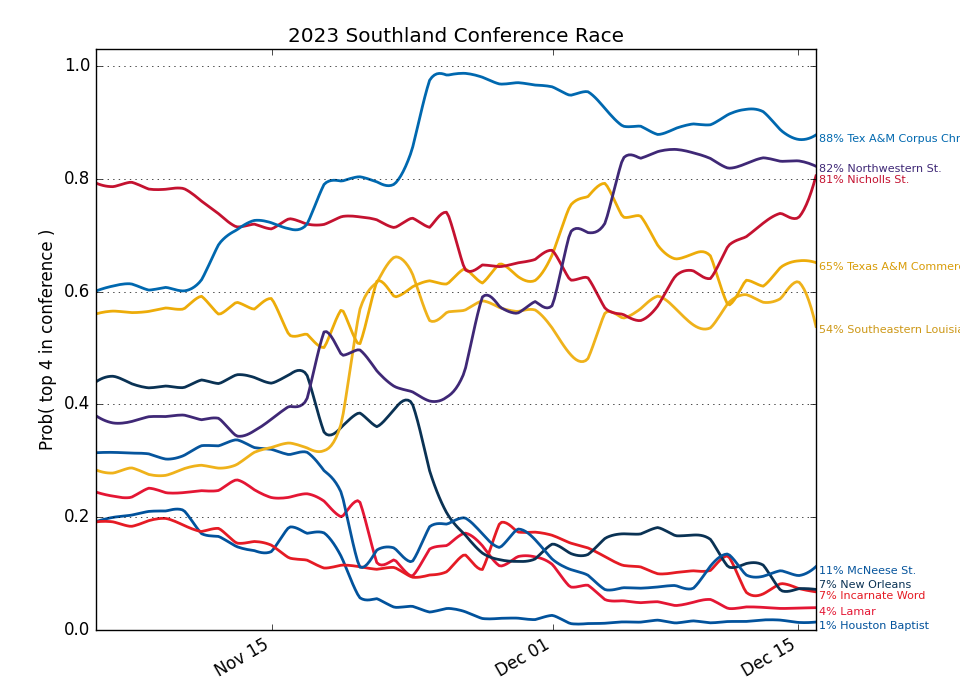 2023 Southland Conference Race
Prob( top 4 in conference )
1.0
0.8
0.6
0.4
0.2
0.0
Nov 15
Dec 01
Dec 15
88% Tex A&M Corpus Chr
82% Northwestern St.
81% Nicholls St.
65% Texas A&M Commerc
54% Southeastern Louisia
11% McNeese St.
7% New Orleans
7% Incarnate Word
4% Lamar
1% Houston Baptist